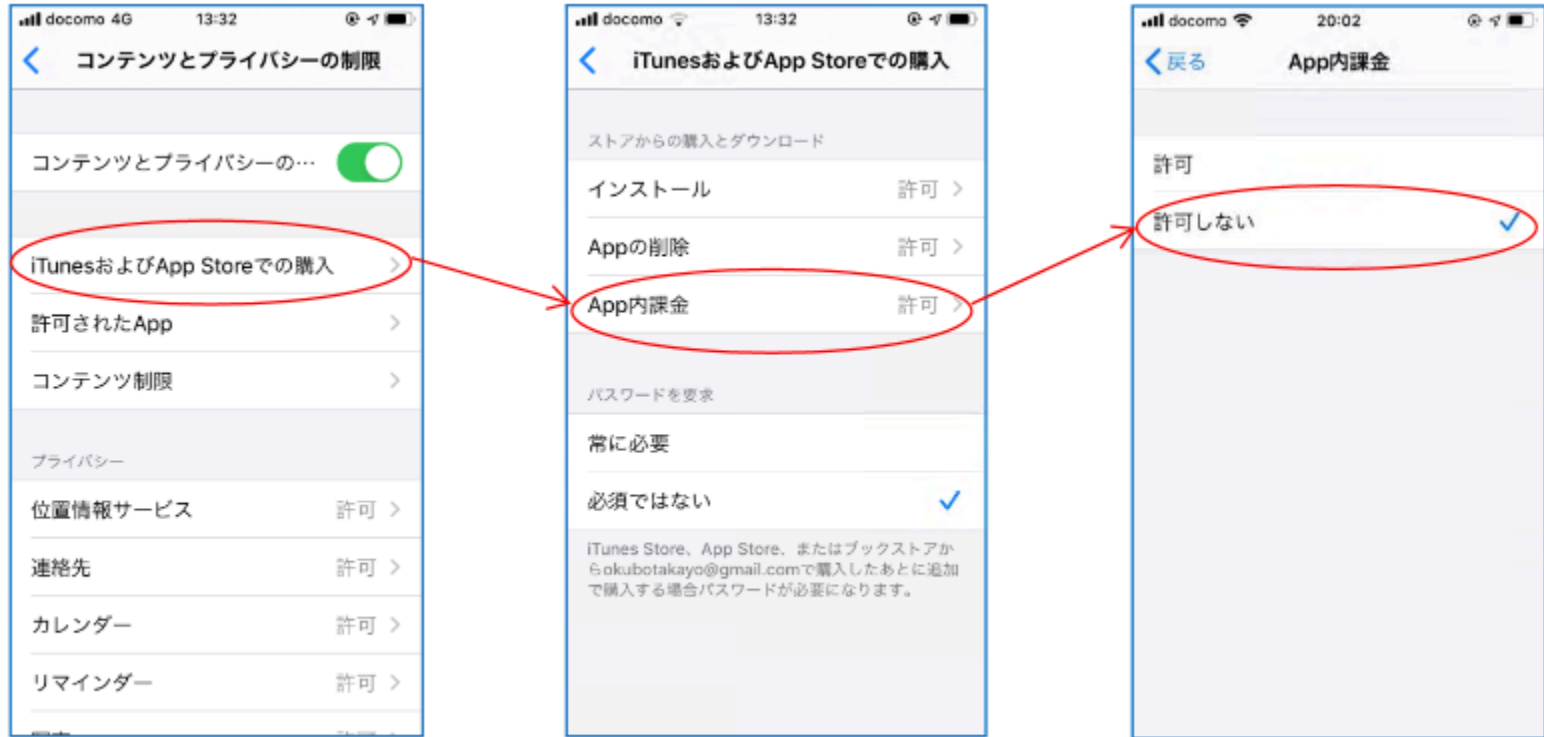 docomo 4G 13:32
コンテンツとプライバシーの制限
コンテンツとプライバシーの…
iTunesおよびApp Storeでの購入
許可されたApp
コンテンツ制限
プライバシー
位置情報サービス 許可
連絡先 許可
カレンダー 許可
リマインダー 許可
docomo 13:32
iTunesおよびApp Storeでの購入
ストアからの購入とダウンロード
インストール 許可
Appの削除 許可
App内課金 許可
パスワードを要求
常に必要
必須ではない
iTunes Store、App Store、またはブックストアか
らokubotakayo@gmail.comで購入したあとに追加
で購入する場合パスワードが必要になります。
docomo 20:02
戻る App内課金
許可
許可しない